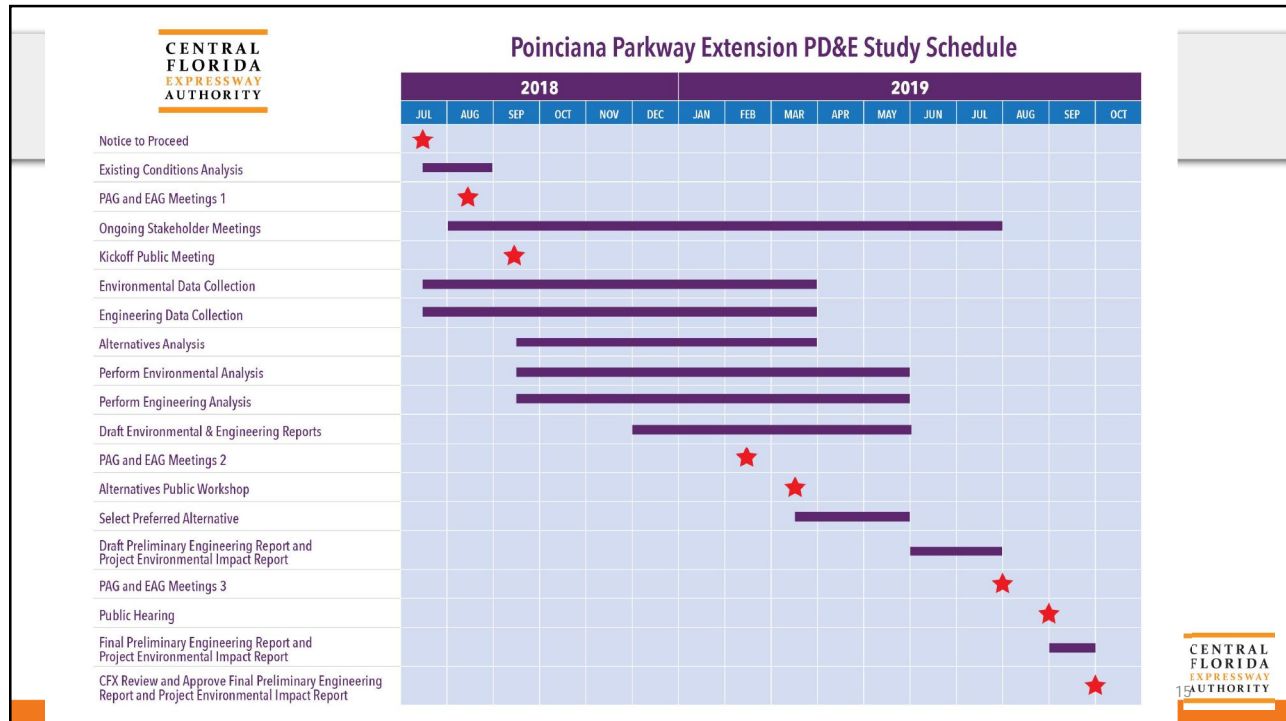 CENTRAL
FLORIDA
EXPRESSWAY
AUTHORITY
Poinciana Parkway Extension PD&E Study Schedule
2018 2019
JUL AUG SEP OCT NOV DEC JAN FEB MAR APR MAY JUN JUL AUG SEP OCT
Notice to Proceed
Existing Conditions Analysis
PAG and EAG Meetings 1
Ongoing Stakeholder Meetings
Kickoff Public Meeting
Environmental Data Collection
Engineering Data Collection
Alternatives Analysis
Perform Environmental Analysis
Perform Engineering Analysis
Draft Environmental & Engineering Reports
PAG and EAG Meetings 2
Alternatives Public Workshop
Select Preferred Alternative
Draft Preliminary Engineering Report and
Project Environmental Impact Report
PAG and EAG Meetings 3
Public Hearing
Final Preliminary Engineering Report and
Project Environmental Impact Report
CFX Review and Approve Final Preliminary Engineering
Report and Project Environmental Impact Report
CENTRAL
FLORIDA
EXPRESSWAY
AUTHORITY
15